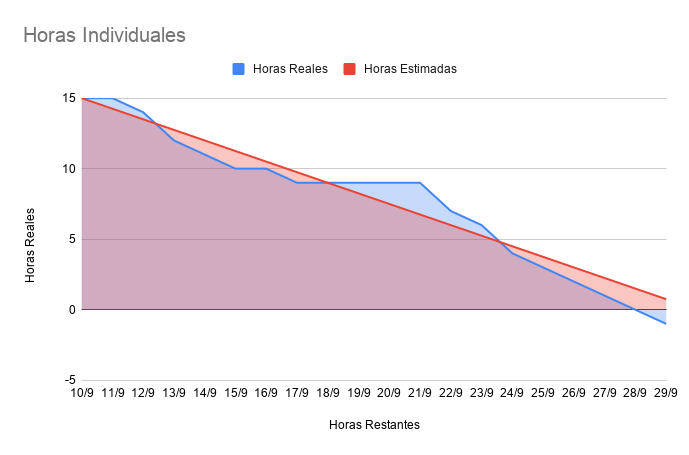 Horas Individuales
Horas Reales
Horas Estimadas
Horas Reales
15
10
5
0
-5
10/9 11/9 12/9 13/9 14/9 15/9 16/9 17/9 18/9 19/9 20/9 21/9 22/9 23/9 24/9 25/9 26/9 27/9 28/9 29/9
Horas Restantes